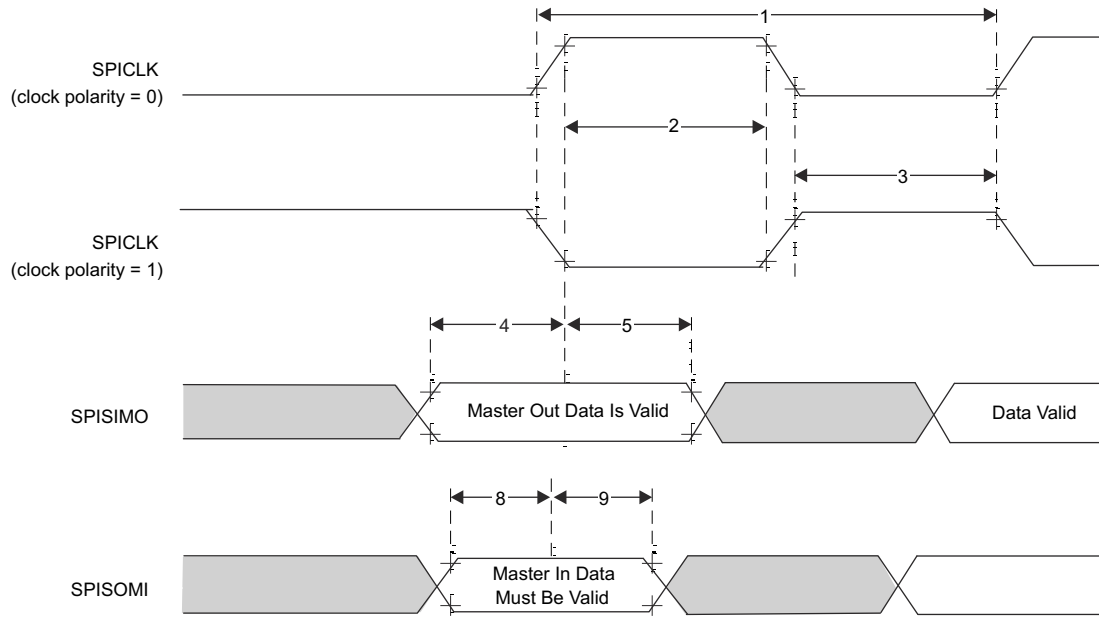 1
SPICLK
(clock polarity = 0)
2
3
SPICLK
(clock polarity = 1)
4
5
SPISIMO
Master Out Data Is Valid
Data Valid
8
9
SPISOMI
Master In Data
Must Be Valid